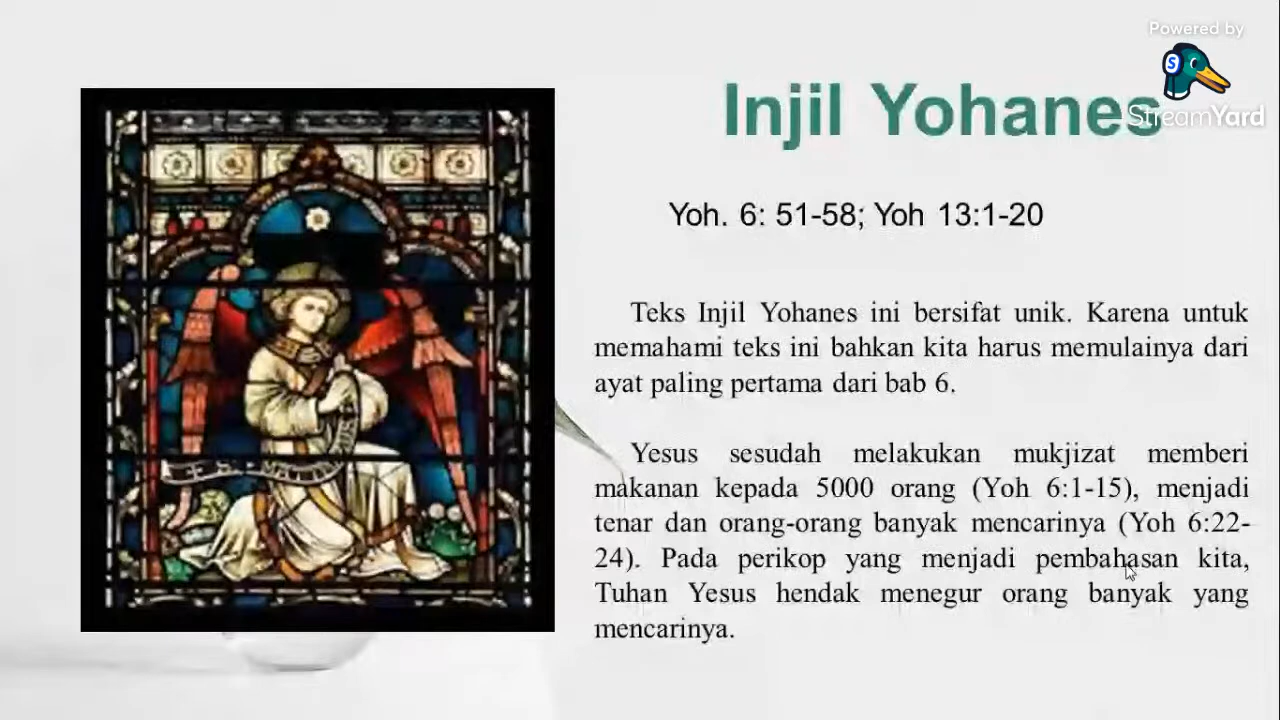 Powered by
StreamYard
Injil Yohanes
Yoh. 6: 51-58; Yoh 13:1-20
Teks Injil Yohanes ini bersifat unik. Karena untuk
memahami teks ini bahkan kita harus memulainya dari
ayat paling pertama dari bab 6.
Yesus sesudah melakukan mukjizat memberi
makanan kepada 5000 orang (Yoh 6:1-15), menjadi
tenar dan orang-orang banyak mencarinya (Yoh 6:22-
24). Pada perikop yang menjadi pembahasan kita,
Tuhan Yesus hendak menegur orang banyak yang
mencarinya.